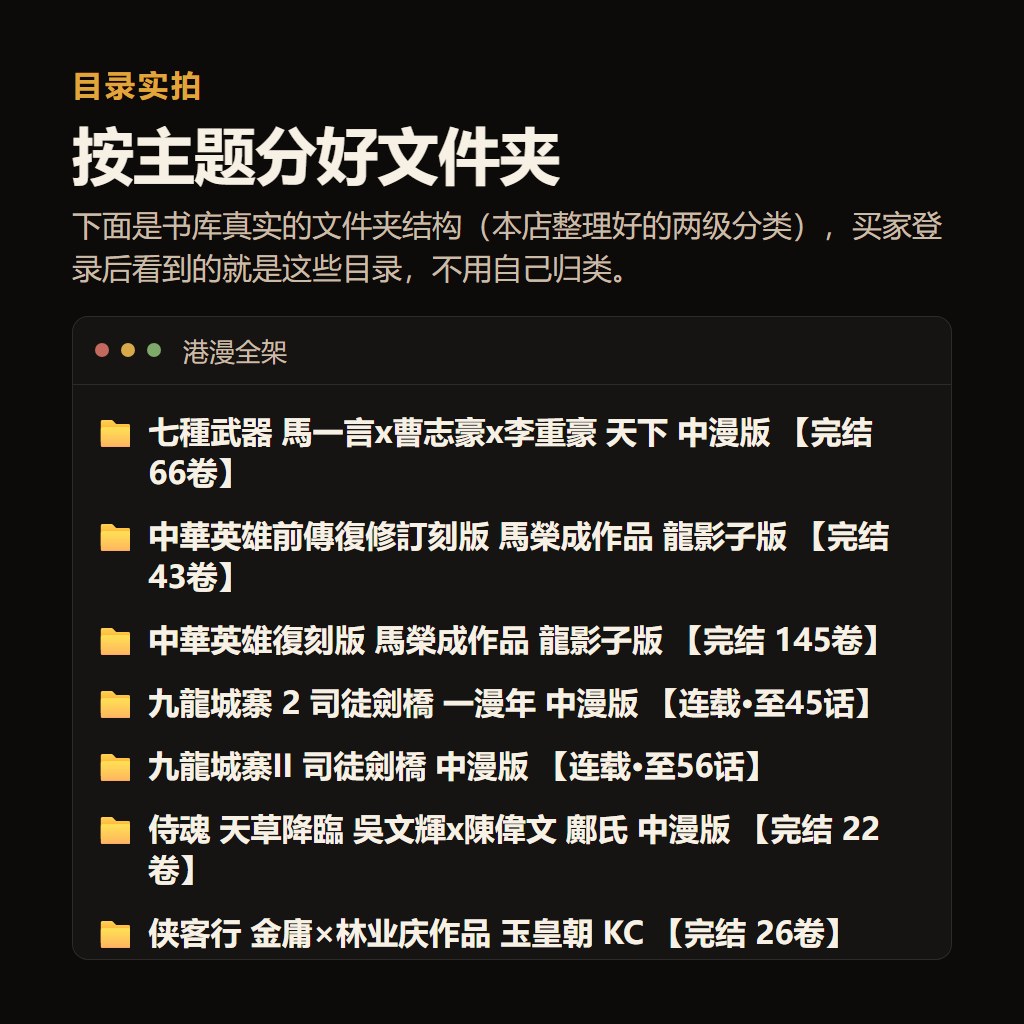 目录实拍
按主题分好文件夹
下面是书库真实的文件夹结构（本店整理好的两级分类），买家登
录后看到的就是这些目录，不用自己归类。
港漫全架
七種武器 馬一言x曹志豪x李重豪 天下 中漫版 【完结
66卷】
中華英雄前傳復修訂刻版 馬榮成作品 龍影子版 【完结
43卷】
中華英雄復刻版 馬榮成作品 龍影子版 【完结 145卷】
九龍城寨 2 司徒劍橋 一漫年 中漫版 【连载•至45话】
九龍城寨II 司徒劍橋 中漫版 【连载•至56话】
侍魂 天草降臨 吳文輝x陳偉文 鄺氏 中漫版 【完结 22
卷】
侠客行 金庸×林业庆作品 玉皇朝 KC 【完结 26卷】